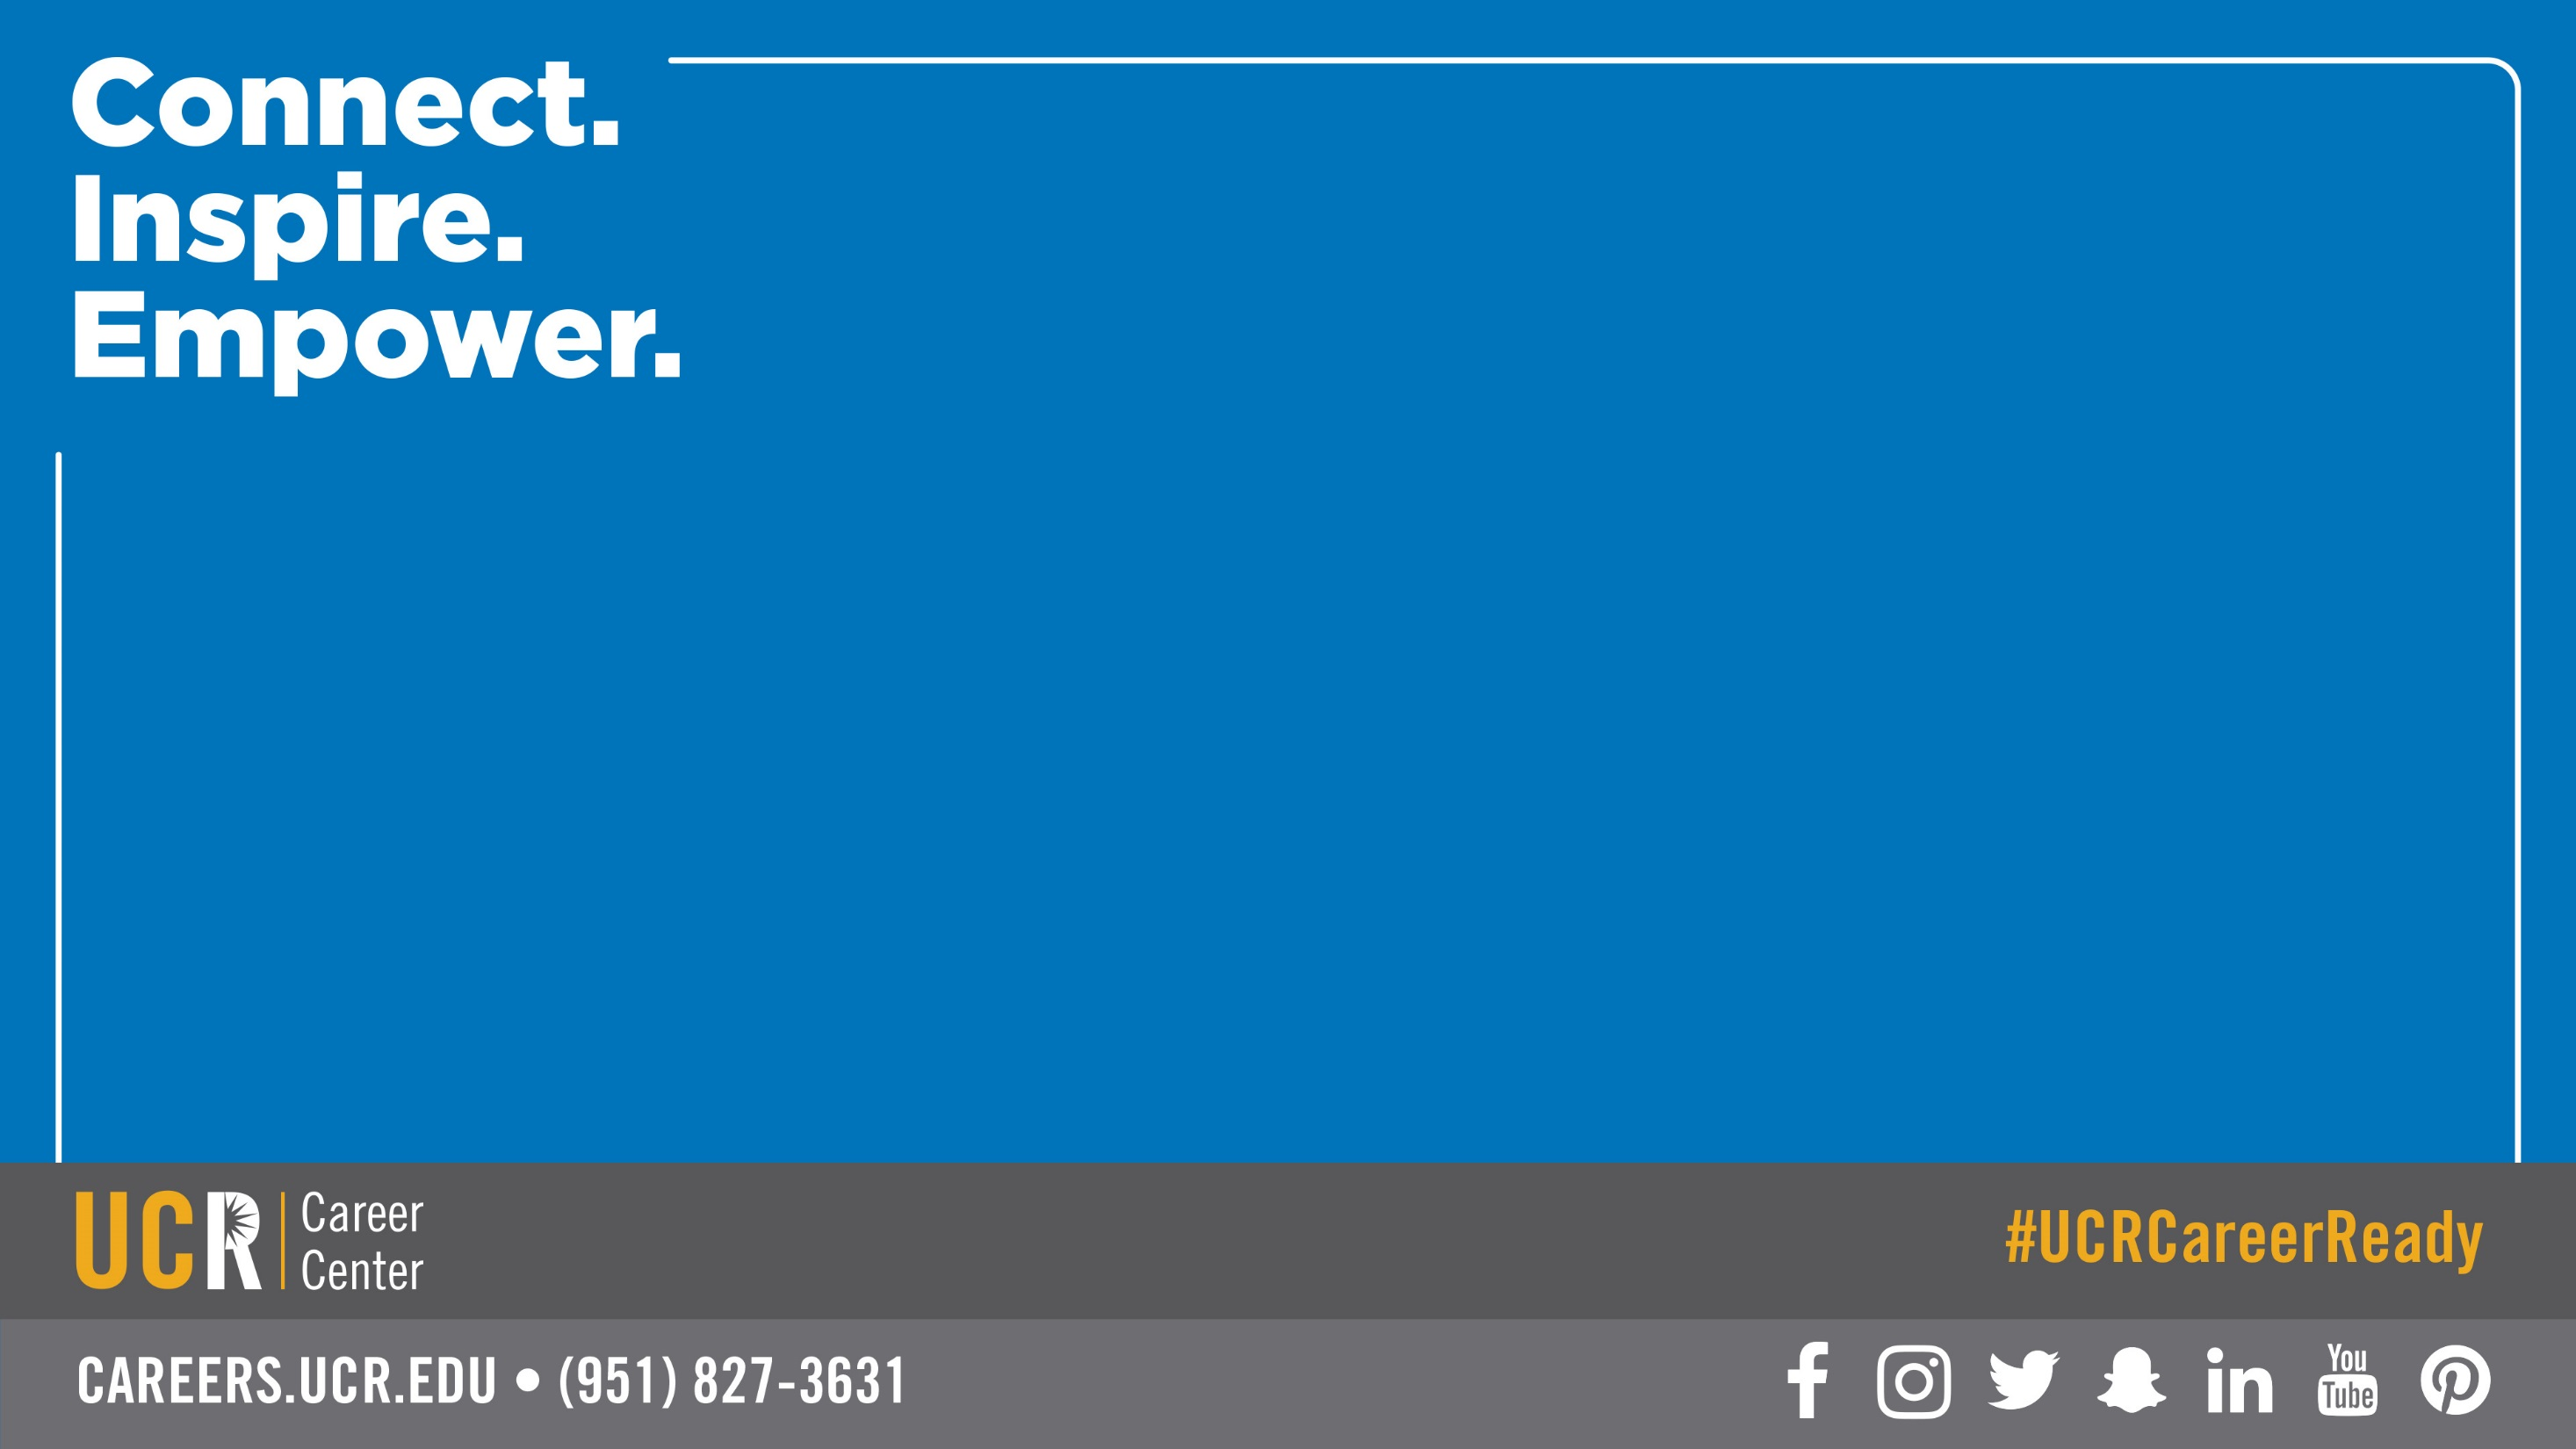 Connect.
Inspire.
Empower.
UCR
Career
Center
#UCRCareerReady
CAREERS.UCR.EDU • (951) 827-3631
You
Tube